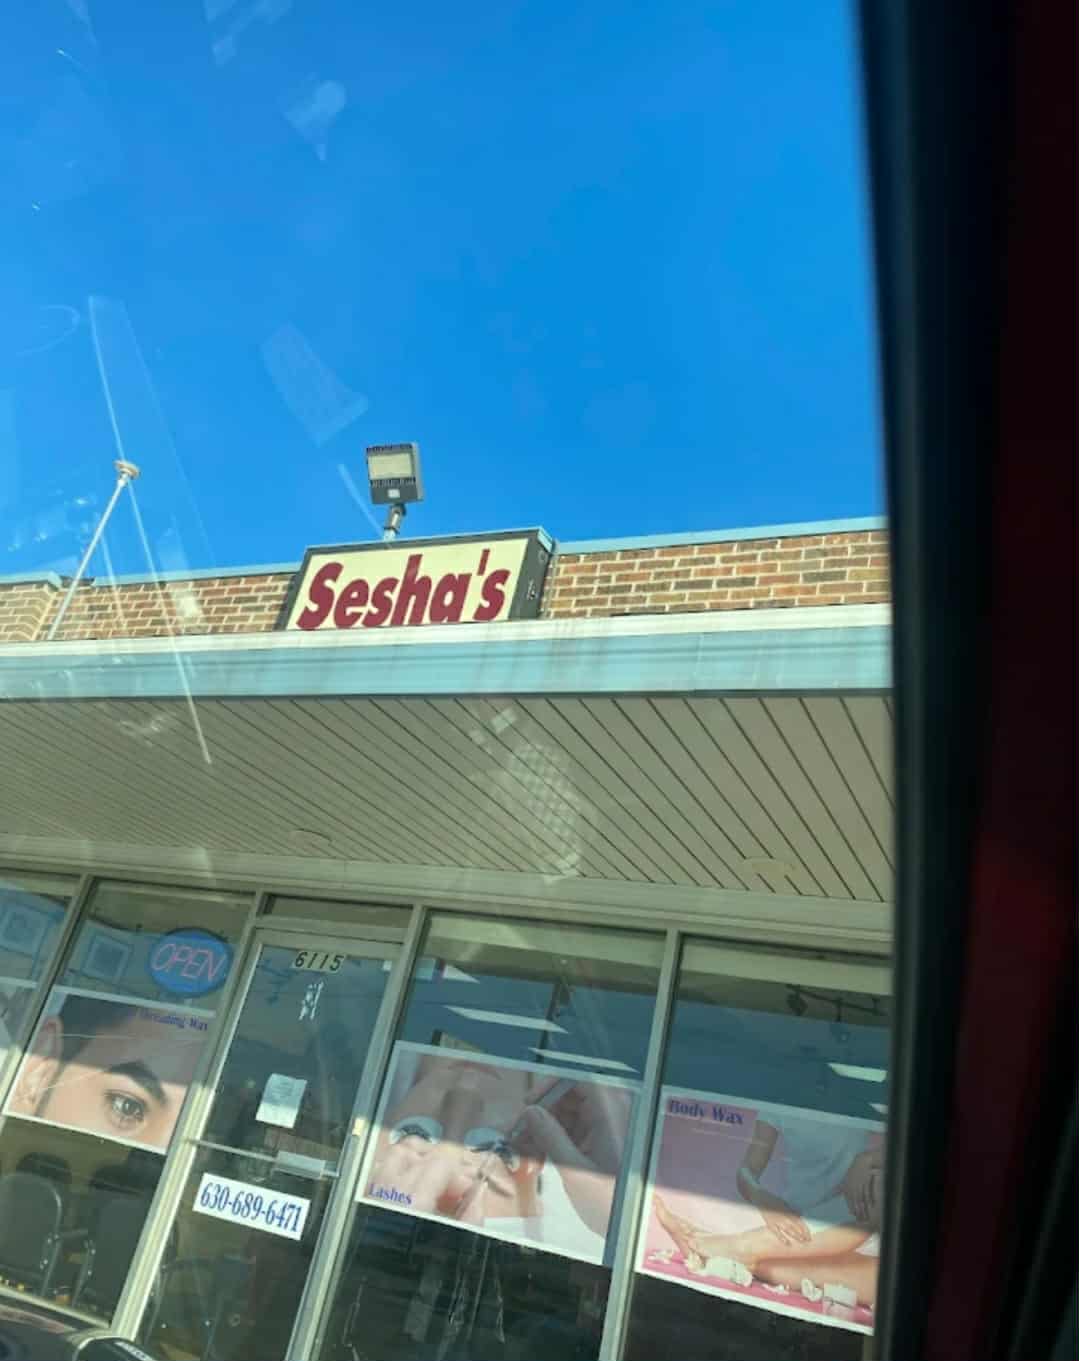 Sesha's
OPEN
6115
Threading Wax
630-689-6471
Lashes
Body Wax